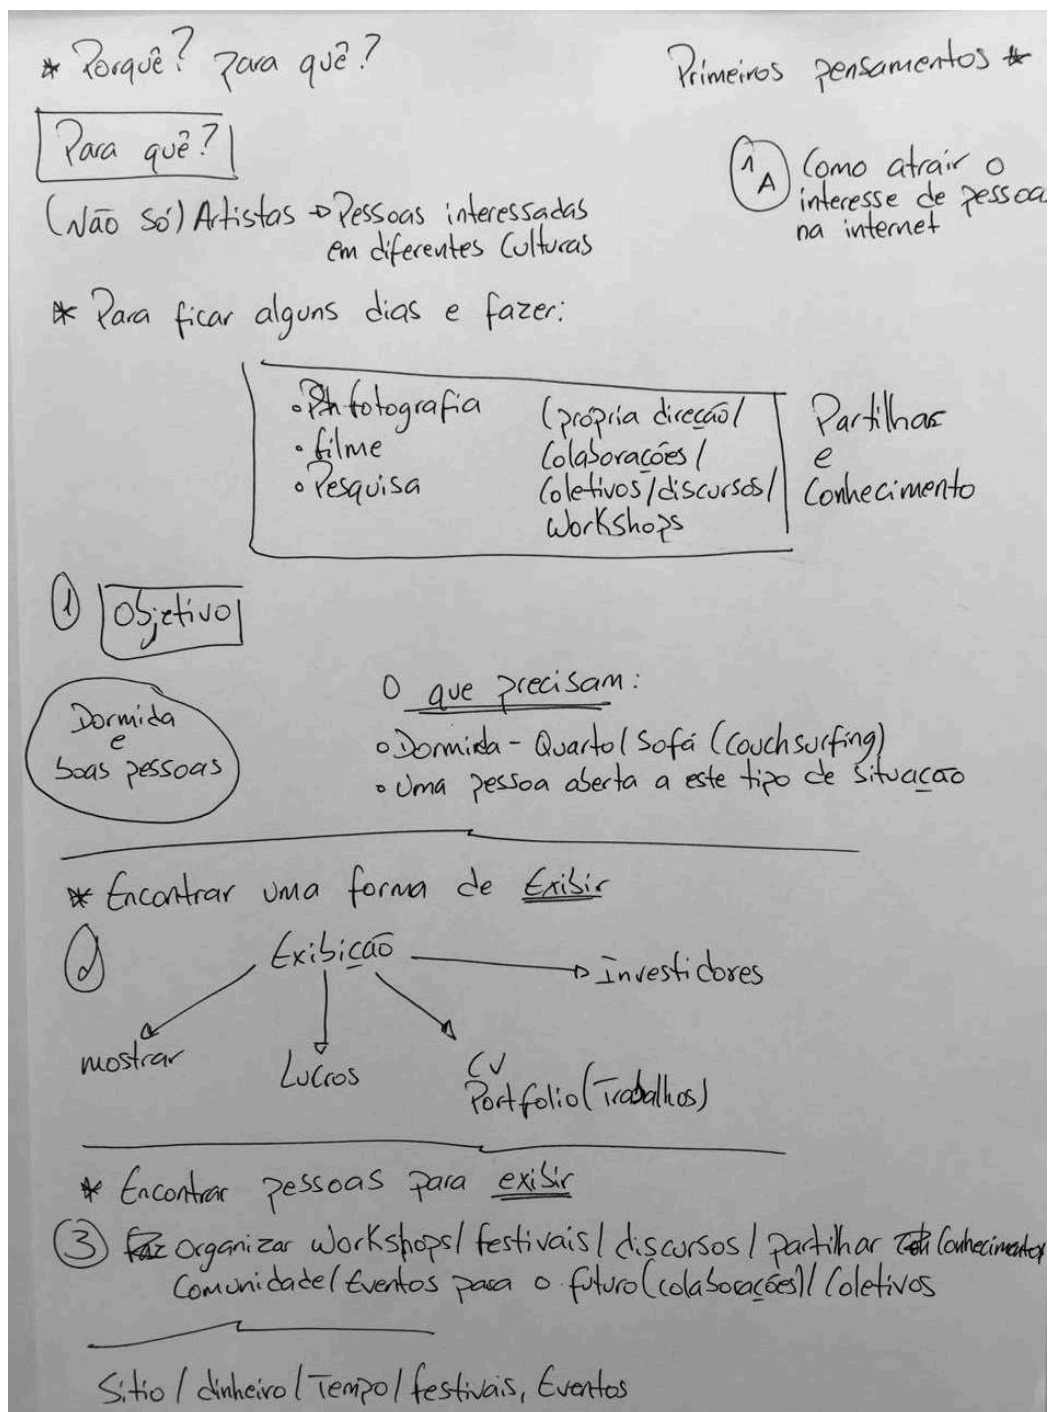 * Porquê? Para quê?
Primeiros pensamentos *
Para quê?
1A Como atrair o
interesse de pessoa
na internet
(Não só) Artistas → Pessoas interessadas
em diferentes Culturas
* Para ficar alguns dias e fazer:
• fotografia
• filme
• Pesquisa
(própria direção/
Colaborações/
Coletivos/discursos/
Workshops
Partilhas
e
Conhecimento
1 Objetivo
Dormida
e
boas pessoas
O que precisam:
• Dormida - Quarto/Sofá (Couchsurfing)
• Uma pessoa aberta a este tipo de situação
* Encontrar uma forma de Exibir
2
Exibição → Investidores
mostrar
Lucros
CV
Portfolio (Trabalhos)
* Encontrar pessoas para exibir
3 organizar workshops/ festivais/ discursos/ partilhar Conhecimentos
Comunidade/ Eventos para o futuro (colaborações)/ Coletivos
Sítio / dinheiro / Tempo / festivais, Eventos